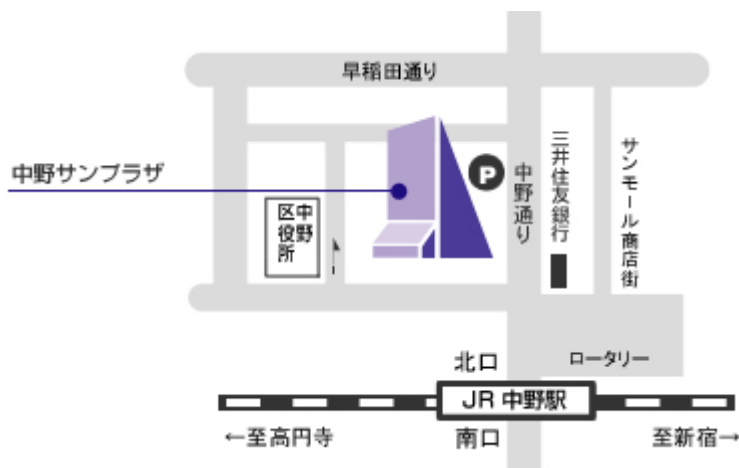 早稲田通り
中野サンプラザ
P
中野通り
三井住友銀行
サンモール商店街
中野
区役所
北口
ロータリー
JR 中野駅
←至高円寺
南口
至新宿→